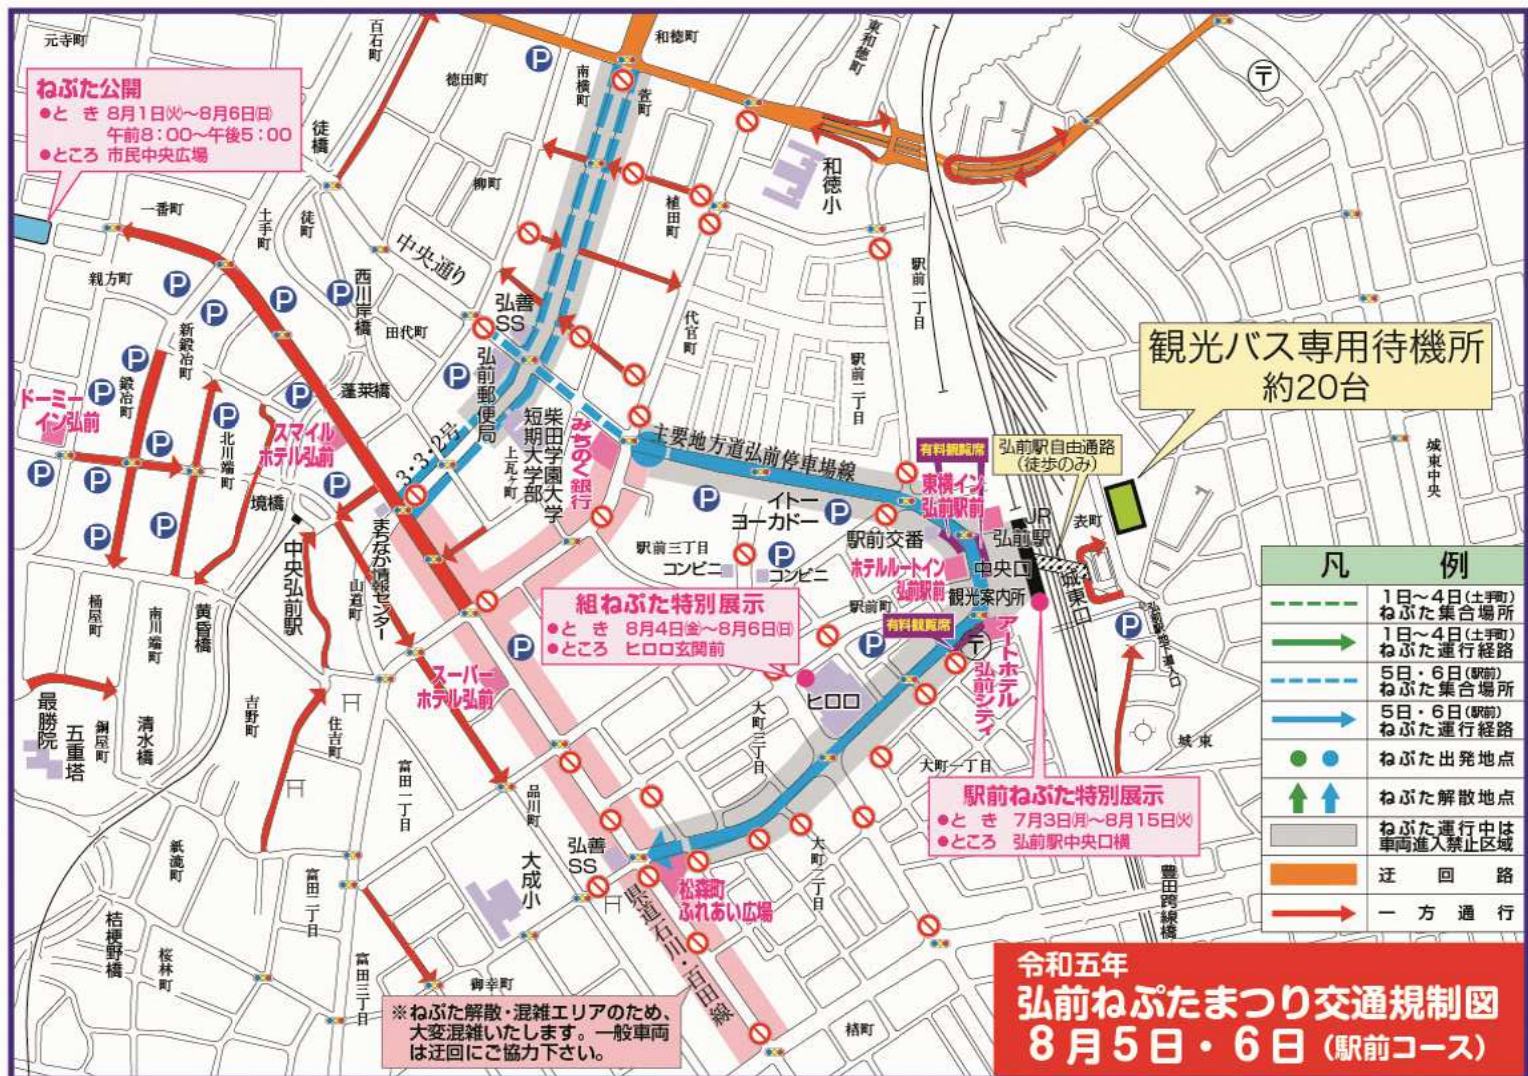 元寺町
百石町
和徳町
東和徳町
徳田町
南横町
萱町
〒
ねぷた公開
●と き 8月1日㈫〜8月6日㈰
午前8:00〜午後5:00
●ところ 市民中央広場
徒橋
柳町
植田町
和徳小
一番町
土手町
徒町
中央通り
親方町
西川岸橋
田代町
弘善SS
代官町
駅前一丁目
駅前二丁目
新鍛冶町
鍛冶町
蓬莱橋
弘前郵便局
観光バス専用待機所
約20台
ドーミー
イン弘前
スマイル
ホテル弘前
北川端町
3・3・2号
柴田学園大学
短期大学部
上瓦ヶ町
みちのく銀行
主要地方道弘前停車場線
有料観覧席
弘前駅自由通路
(徒歩のみ)
城東中央
東横イン
弘前駅前
イトー
ヨーカドー
JR
弘前駅
衣町
境橋
中央弘前駅
まちなか情報センター
山道町
駅前三丁目
コンビニ
コンビニ
駅前交番
ホテルルートイン
弘前駅前
中央口
城東口
観光案内所
駅前町
桶屋町
南川端町
黄昏橋
組ねぷた特別展示
●と き 8月4日㈮〜8月6日㈰
●ところ ヒロロ玄関前
有料観覧席
〒
アートホテル
弘前シティ
弘前駅地下道入口
最勝院
五重塔
銅屋町
清水橋
吉野町
住吉町
スーパー
ホテル弘前
ヒロロ
大町三丁目
大町一丁目
城東
富田一丁目
品川町
駅前ねぷた特別展示
●と き 7月3日㈪〜8月15日㈫
●ところ 弘前駅中央口横
紙漉町
富田二丁目
大成小
弘善
SS
松森町
ふれあい広場
大町二丁目
豊田跨線橋
桔梗野橋
桜林町
富田三丁目
御幸町
県道石川・百田線
※ねぷた解散・混雑エリアのため、
大変混雑いたします。一般車両
は迂回にご協力下さい。
凡 例
1日〜4日(土手町)
ねぷた集合場所
1日〜4日(土手町)
ねぷた運行経路
5日・6日(駅前)
ねぷた集合場所
5日・6日(駅前)
ねぷた運行経路
ねぷた出発地点
ねぷた解散地点
ねぷた運行中は
車両進入禁止区域
迂 回 路
一 方 通 行
令和五年
弘前ねぷたまつり交通規制図
8月5日・6日(駅前コース)